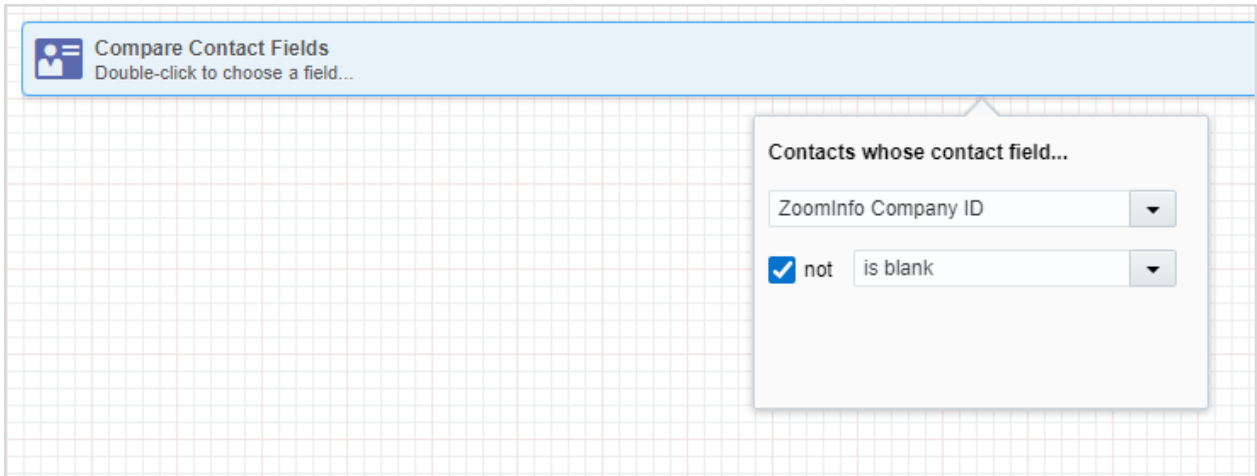 Compare Contact Fields
Double-click to choose a field...
Contacts whose contact field...
ZoomInfo Company ID
not is blank